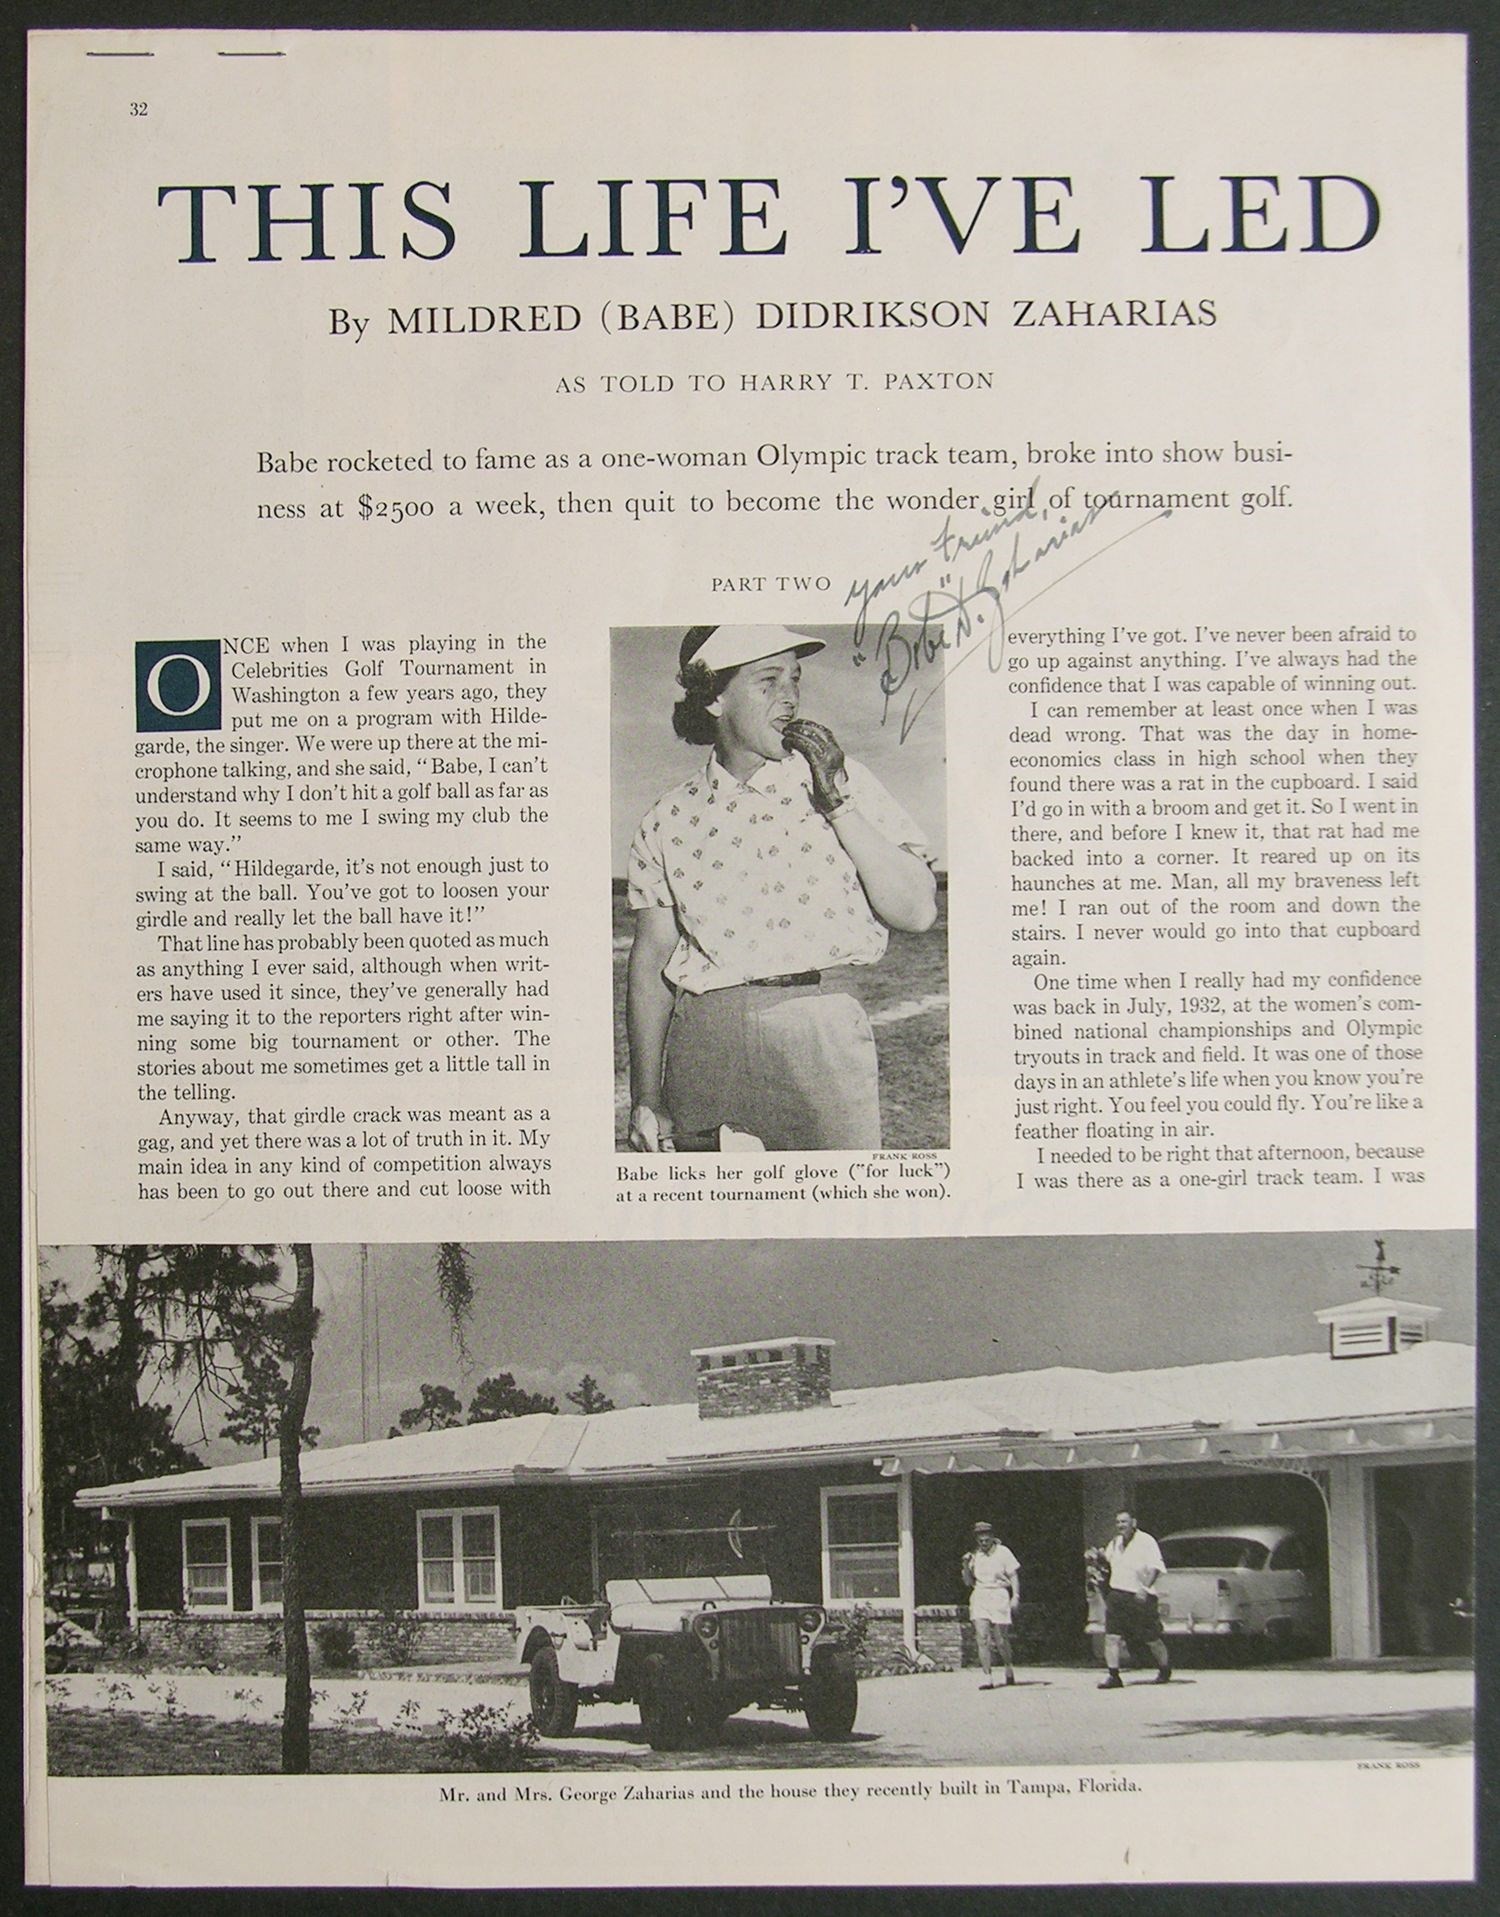 32
THIS LIFE I'VE LED
By MILDRED (BABE) DIDRIKSON ZAHARIAS
AS TOLD TO HARRY T. PAXTON
Babe rocketed to fame as a one-woman Olympic track team, broke into show busi-
ness at $2500 a week, then quit to become the wonder girl of tournament golf.
your friend,
"Babe" D. Zaharias
PART TWO
ONCE when I was playing in the
Celebrities Golf Tournament in
Washington a few years ago, they
put me on a program with Hilde-
garde, the singer. We were up there at the mi-
crophone talking, and she said, "Babe, I can't
understand why I don't hit a golf ball as far as
you do. It seems to me I swing my club the
same way."
I said, "Hildegarde, it's not enough just to
swing at the ball. You've got to loosen your
girdle and really let the ball have it!"
That line has probably been quoted as much
as anything I ever said, although when writ-
ers have used it since, they've generally had
me saying it to the reporters right after win-
ning some big tournament or other. The
stories about me sometimes get a little tall in
the telling.
Anyway, that girdle crack was meant as a
gag, and yet there was a lot of truth in it. My
main idea in any kind of competition always
has been to go out there and cut loose with
FRANK ROSS
Babe licks her golf glove ("for luck")
at a recent tournament (which she won).
everything I've got. I've never been afraid to
go up against anything. I've always had the
confidence that I was capable of winning out.
I can remember at least once when I was
dead wrong. That was the day in home-
economics class in high school when they
found there was a rat in the cupboard. I said
I'd go in with a broom and get it. So I went in
there, and before I knew it, that rat had me
backed into a corner. It reared up on its
haunches at me. Man, all my braveness left
me! I ran out of the room and down the
stairs. I never would go into that cupboard
again.
One time when I really had my confidence
was back in July, 1932, at the women's com-
bined national championships and Olympic
tryouts in track and field. It was one of those
days in an athlete's life when you know you're
just right. You feel you could fly. You're like a
feather floating in air.
I needed to be right that afternoon, because
I was there as a one-girl track team. I was
FRANK ROSS
Mr. and Mrs. George Zaharias and the house they recently built in Tampa, Florida.